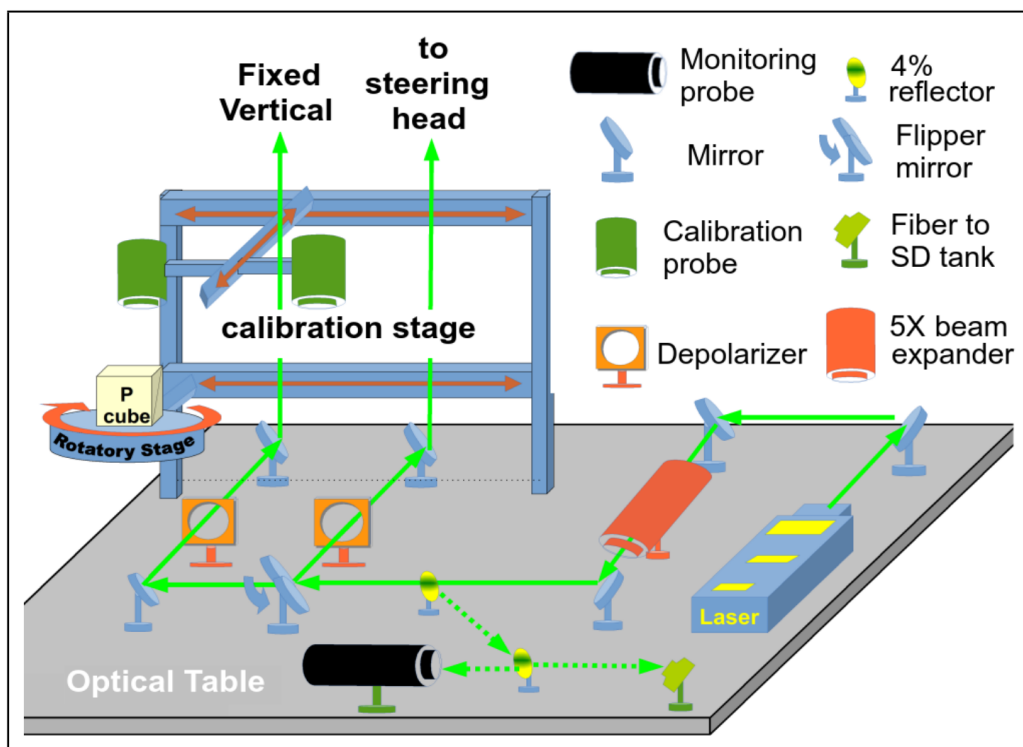 Fixed
Vertical
to
steering
head
Monitoring
probe
4%
reflector
Mirror
Flipper
mirror
Calibration
probe
Fiber to
SD tank
calibration stage
Depolarizer
5X beam
expander
P
cube
Rotatory Stage
Laser
Optical Table